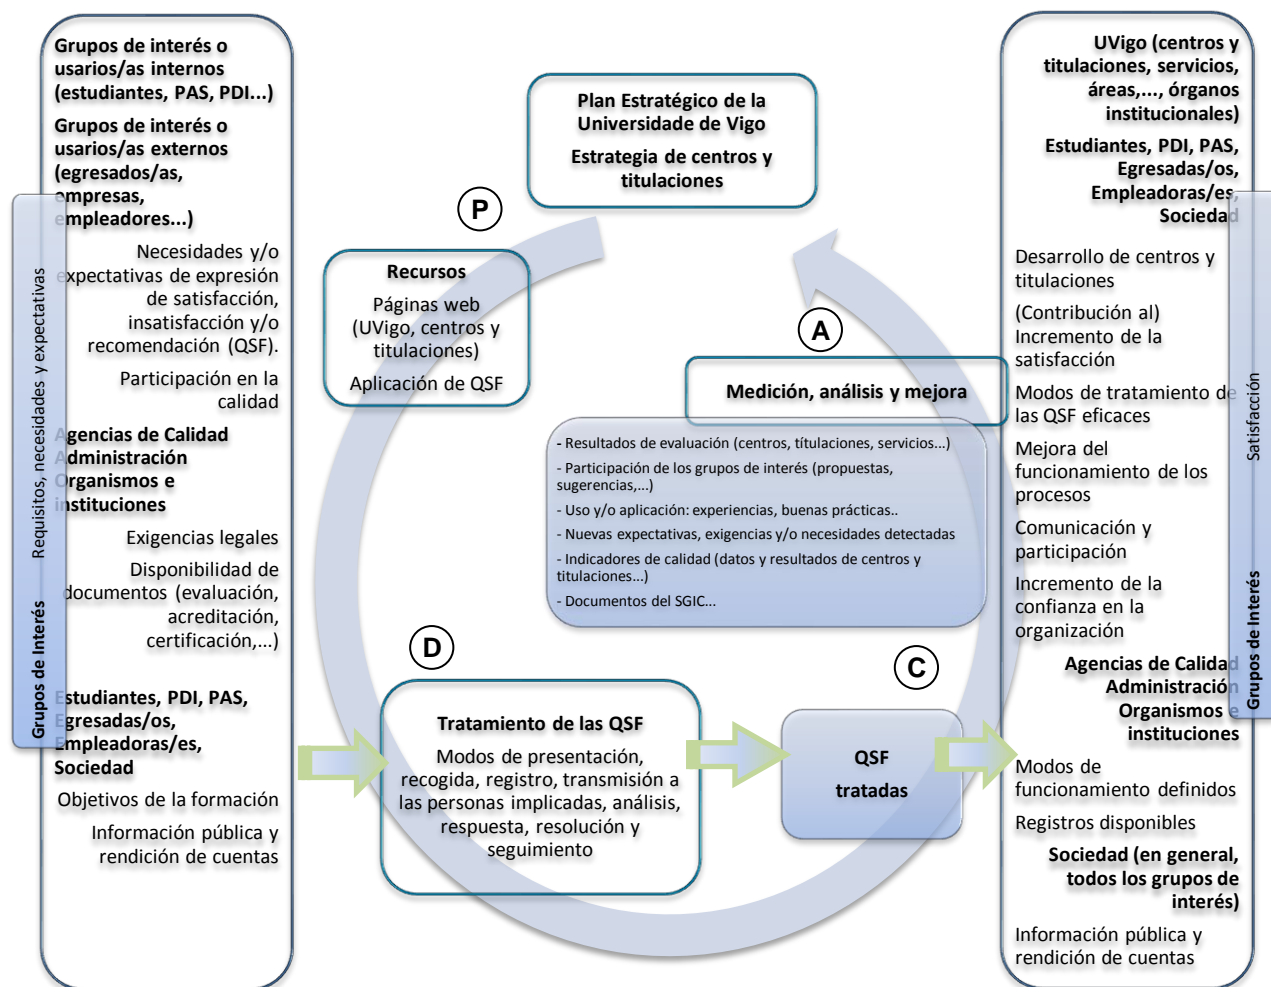 Grupos de interés o
usarios/as internos
(estudiantes, PAS, PDI...)
Grupos de interés o
usarios/as externos
(egresados/as,
empresas,
empleadores...)
Necesidades y/o
expectativas de expresión
de satisfacción,
insatisfacción y/o
recomendación (QSF).
Participación en la
calidad
Agencias de Calidad
Administración
Organismos e
instituciones
Exigencias legales
Disponibilidad de
documentos (evaluación,
acreditación,
certificación,...)
Estudiantes, PDI, PAS,
Egresadas/os,
Empleadoras/es,
Sociedad
Objetivos de la formación
Información pública y
rendición de cuentas
Grupos de Interés
Requisitos, necesidades y expectativas
Plan Estratégico de la
Universidade de Vigo
Estrategia de centros y
titulaciones
P
Recursos
Páginas web
(UVigo, centros y
titulaciones)
Aplicación de QSF
A
Medición, análisis y mejora
- Resultados de evaluación (centros, títulaciones, servicios...)
- Participación de los grupos de interés (propuestas,
sugerencias,...)
- Uso y/o aplicación: experiencias, buenas prácticas..
- Nuevas expectativas, exigencias y/o necesidades detectadas
- Indicadores de calidad (datos y resultados de centros y
titulaciones...)
- Documentos del SGIC...
D
Tratamiento de las QSF
Modos de presentación,
recogida, registro, transmisión a
las personas implicadas, análisis,
respuesta, resolución y
seguimiento
C
QSF
tratadas
UVigo (centros y
titulaciones, servicios,
áreas,..., órganos
institucionales)
Estudiantes, PDI, PAS,
Egresadas/os,
Empleadoras/es,
Sociedad
Desarrollo de centros y
titulaciones
(Contribución al)
Incremento de la
satisfacción
Modos de tratamiento de
las QSF eficaces
Mejora del
funcionamiento de los
procesos
Comunicación y
participación
Incremento de la
confianza en la
organización
Agencias de Calidad
Administración
Organismos e
instituciones
Modos de
funcionamiento definidos
Registros disponibles
Sociedad (en general,
todos los grupos de
interés)
Información pública y
rendición de cuentas
Grupos de Interés
Satisfacción